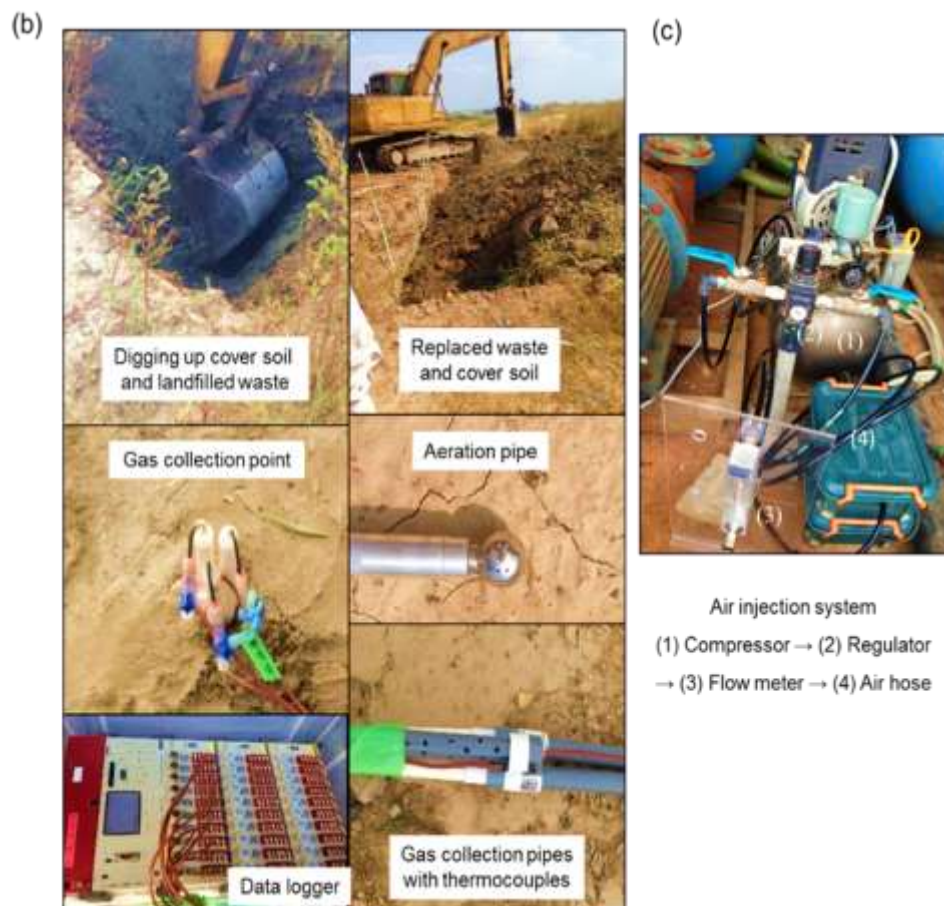 (b)
Digging up cover soil
and landfilled waste
Replaced waste
and cover soil
Gas collection point
Aeration pipe
Data logger
Gas collection pipes
with thermocouples
(c)
(2)
(1)
(4)
(3)
Air injection system
(1) Compressor → (2) Regulator
→ (3) Flow meter → (4) Air hose